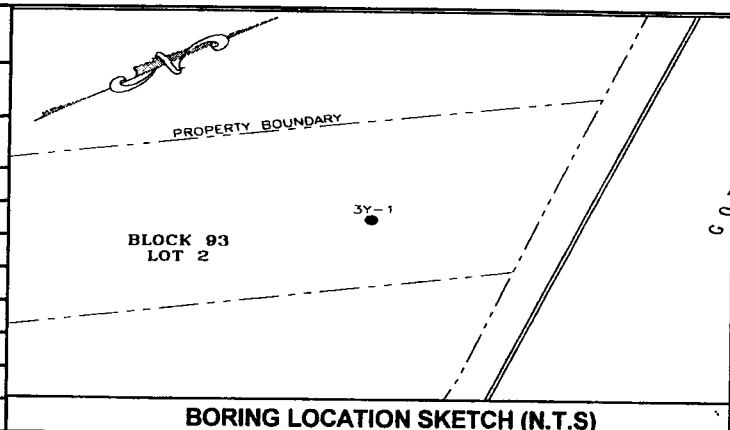 PROPERTY BOUNDARY
3Y-1
BLOCK 93
LOT 2
BORING LOCATION SKETCH (N.T.S)